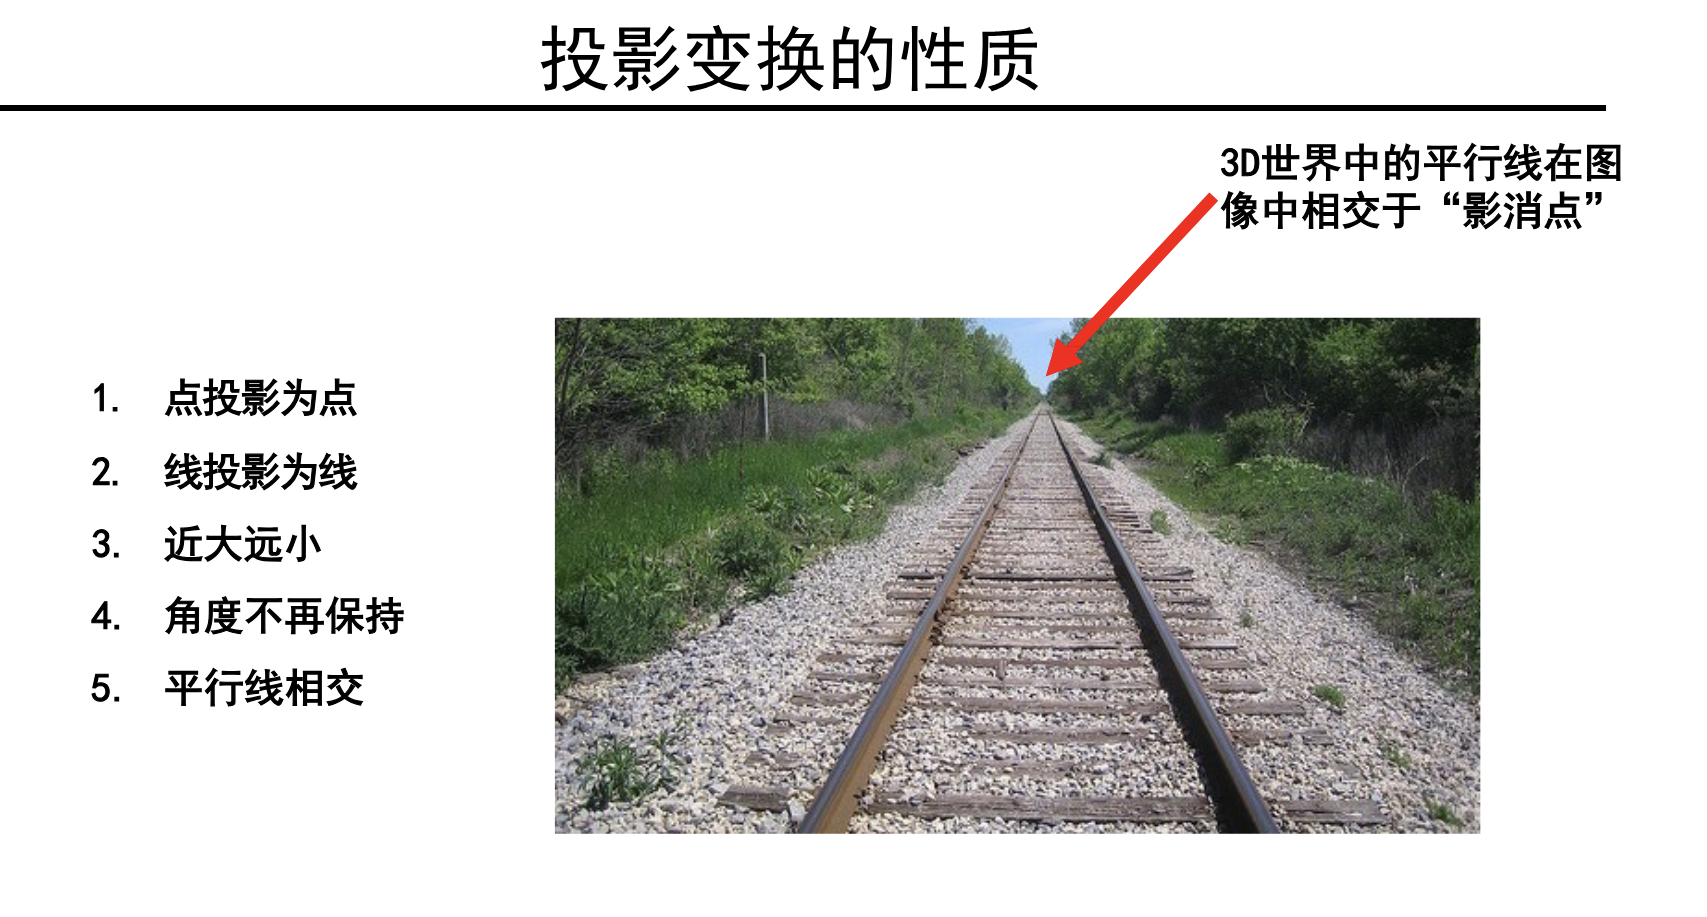 投影变换的性质
3D世界中的平行线在图
像中相交于“影消点”
1. 点投影为点
2. 线投影为线
3. 近大远小
4. 角度不再保持
5. 平行线相交